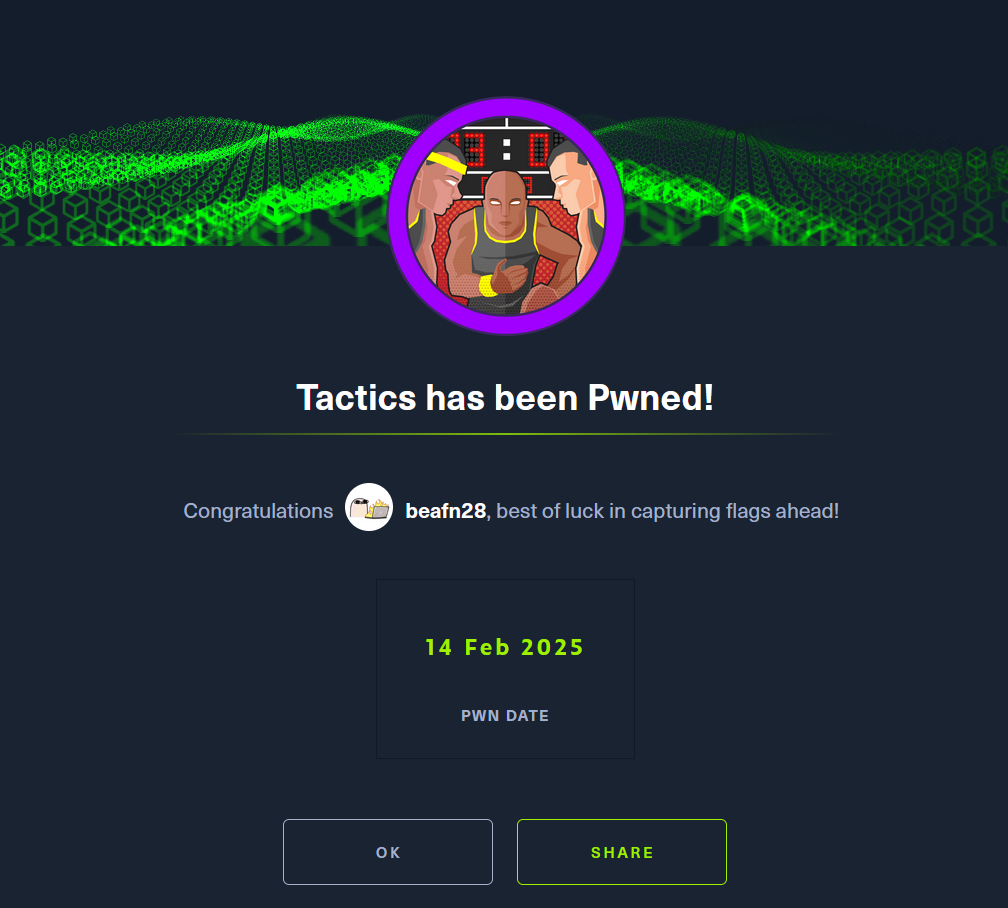 Tactics has been Pwned!
Congratulations beafn28, best of luck in capturing flags ahead!
14 Feb 2025
PWN DATE
OK
SHARE